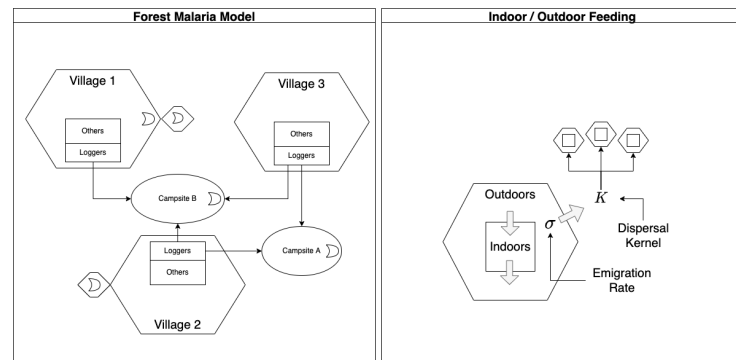 Forest Malaria Model
Village 1
Others
Loggers
Village 3
Others
Loggers
Campsite B
Campsite A
Loggers
Others
Village 2
Indoor / Outdoor Feeding
Outdoors
Indoors
σ
K
Dispersal
Kernel
Emigration
Rate